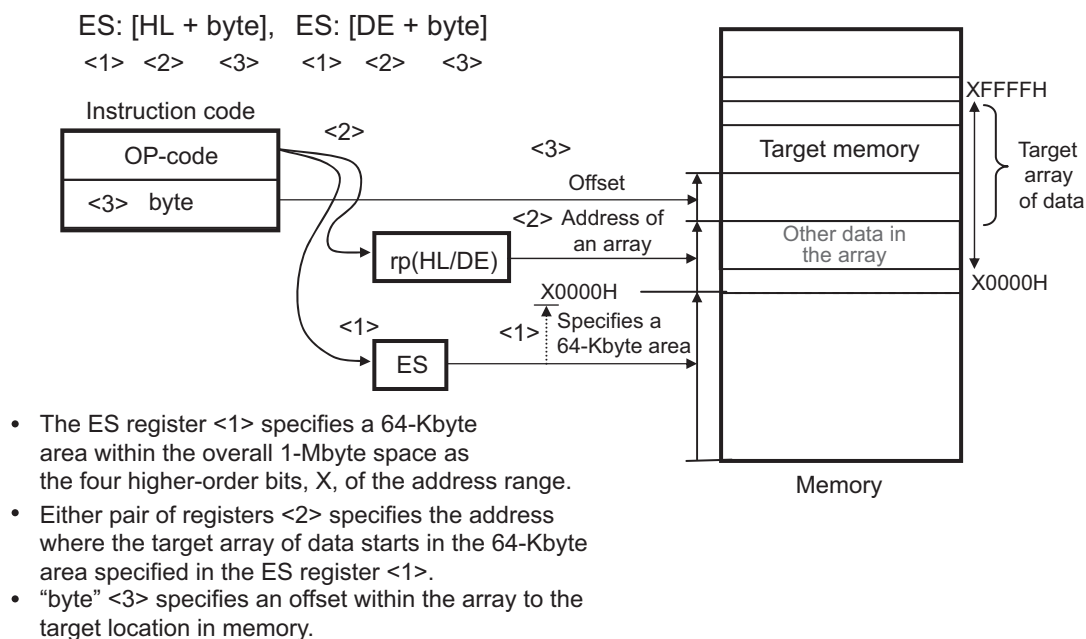 ES: [HL + byte], ES: [DE + byte]
<1> <2> <3> <1> <2> <3>
Instruction code
OP-code
<3> byte
<2>
<3>
Offset
<2> Address of
an array
rp(HL/DE)
X0000H
<1>
<1> Specifies a
64-Kbyte area
ES
XFFFFH
Target memory
Target
array
of data
Other data in
the array
X0000H
Memory
• The ES register <1> specifies a 64-Kbyte
area within the overall 1-Mbyte space as
the four higher-order bits, X, of the address range.
• Either pair of registers <2> specifies the address
where the target array of data starts in the 64-Kbyte
area specified in the ES register <1>.
• “byte” <3> specifies an offset within the array to the
target location in memory.